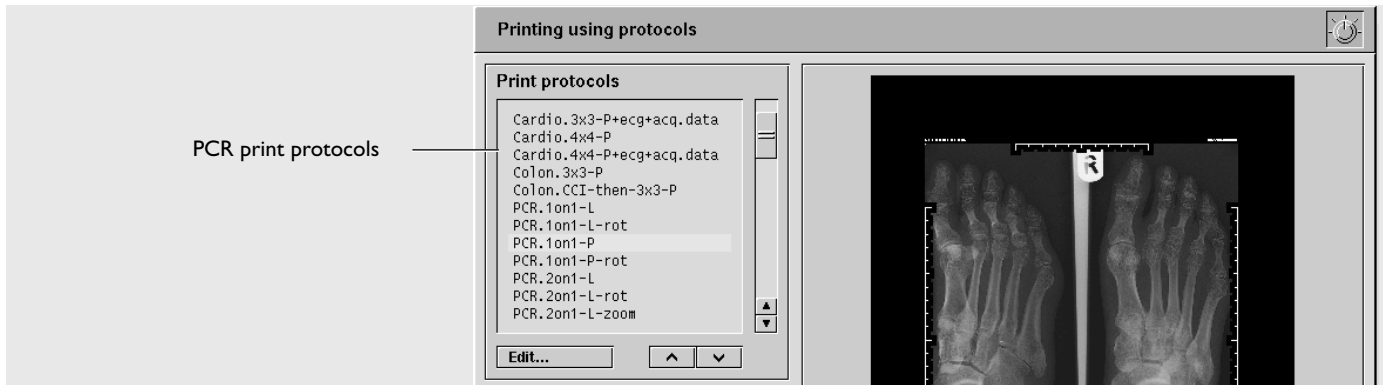 Printing using protocols
Print protocols
PCR print protocols
Cardio.3x3-P+ecg+acq.data
Cardio.4x4-P
Cardio.4x4-P+ecg+acq.data
Colon.3x3-P
Colon.CCI-then-3x3-P
PCR.1on1-L
PCR.1on1-L-rot
PCR.1on1-P
PCR.1on1-P-rot
PCR.2on1-L
PCR.2on1-L-rot
PCR.2on1-L-zoom
Edit...
R